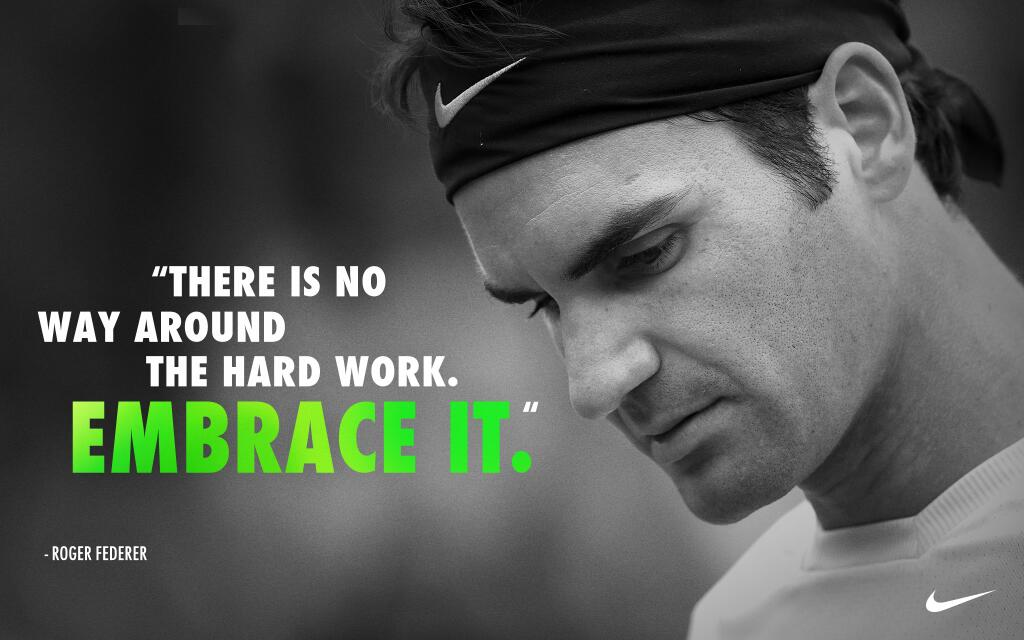 “THERE IS NO
WAY AROUND
THE HARD WORK.
EMBRACE IT.“
- ROGER FEDERER